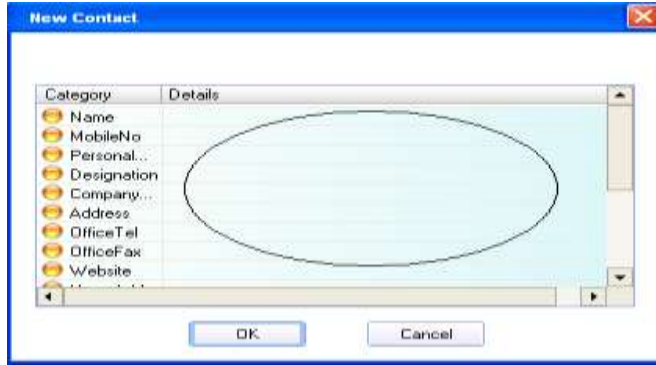 New Contact
Category Details
Name
MobileNo
Personal...
Designation
Company...
Address
OfficeTel
OfficeFax
Website
OK Cancel